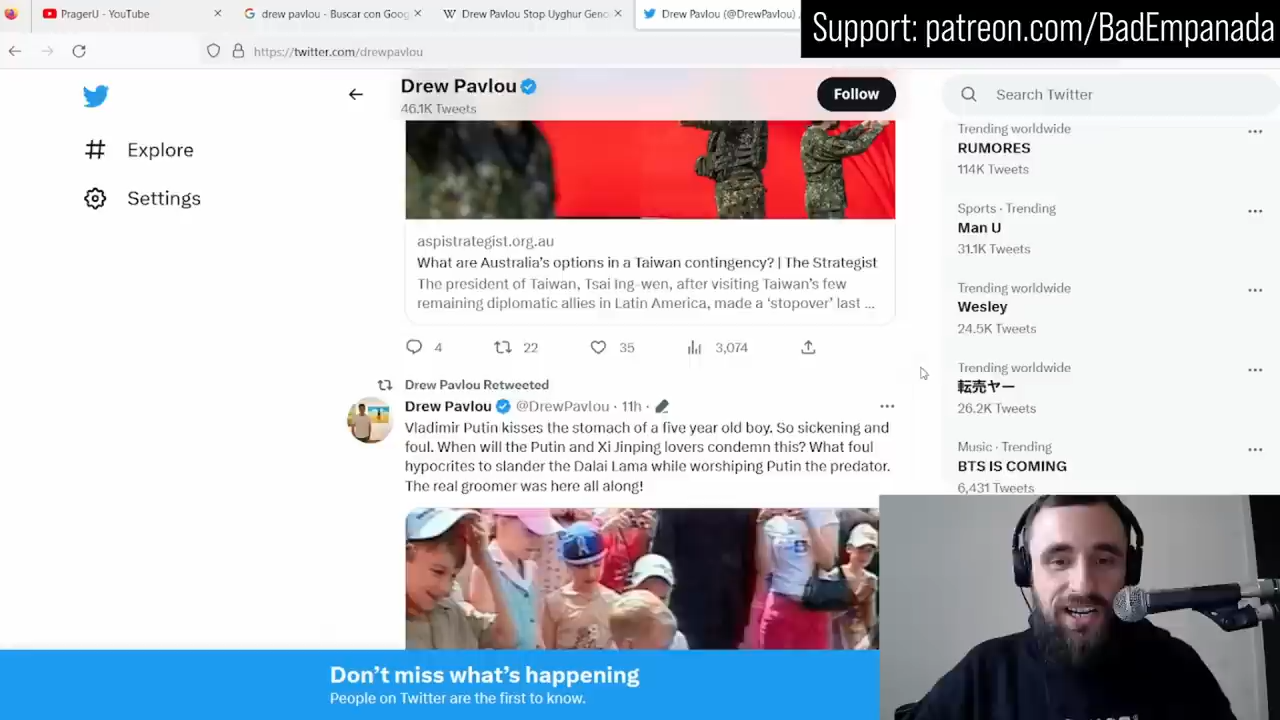 PragerU - YouTube
drew pavlou - Buscar con Goog
Drew Pavlou Stop Uyghur Geno
Drew Pavlou (@DrewPavlou)
Support: patreon.com/BadEmpanada
https://twitter.com/drewpavlou
Drew Pavlou
46.1K Tweets
Follow
Search Twitter
Explore
Settings
aspistrategist.org.au
What are Australia's options in a Taiwan contingency? | The Strategist
The president of Taiwan, Tsai Ing-wen, after visiting Taiwan's few
remaining diplomatic allies in Latin America, made a 'stopover' last ...
4
22
35
3,074
Drew Pavlou Retweeted
Drew Pavlou @DrewPavlou · 11h ·
Vladimir Putin kisses the stomach of a five year old boy. So sickening and
foul. When will the Putin and Xi Jinping lovers condemn this? What foul
hypocrites to slander the Dalai Lama while worshiping Putin the predator.
The real groomer was here all along!
Trending worldwide
RUMORES
114K Tweets
Sports · Trending
Man U
31.1K Tweets
Trending worldwide
Wesley
24.5K Tweets
Trending worldwide
転売ヤー
26.2K Tweets
Music · Trending
BTS IS COMING
6,431 Tweets
Don't miss what's happening
People on Twitter are the first to know.